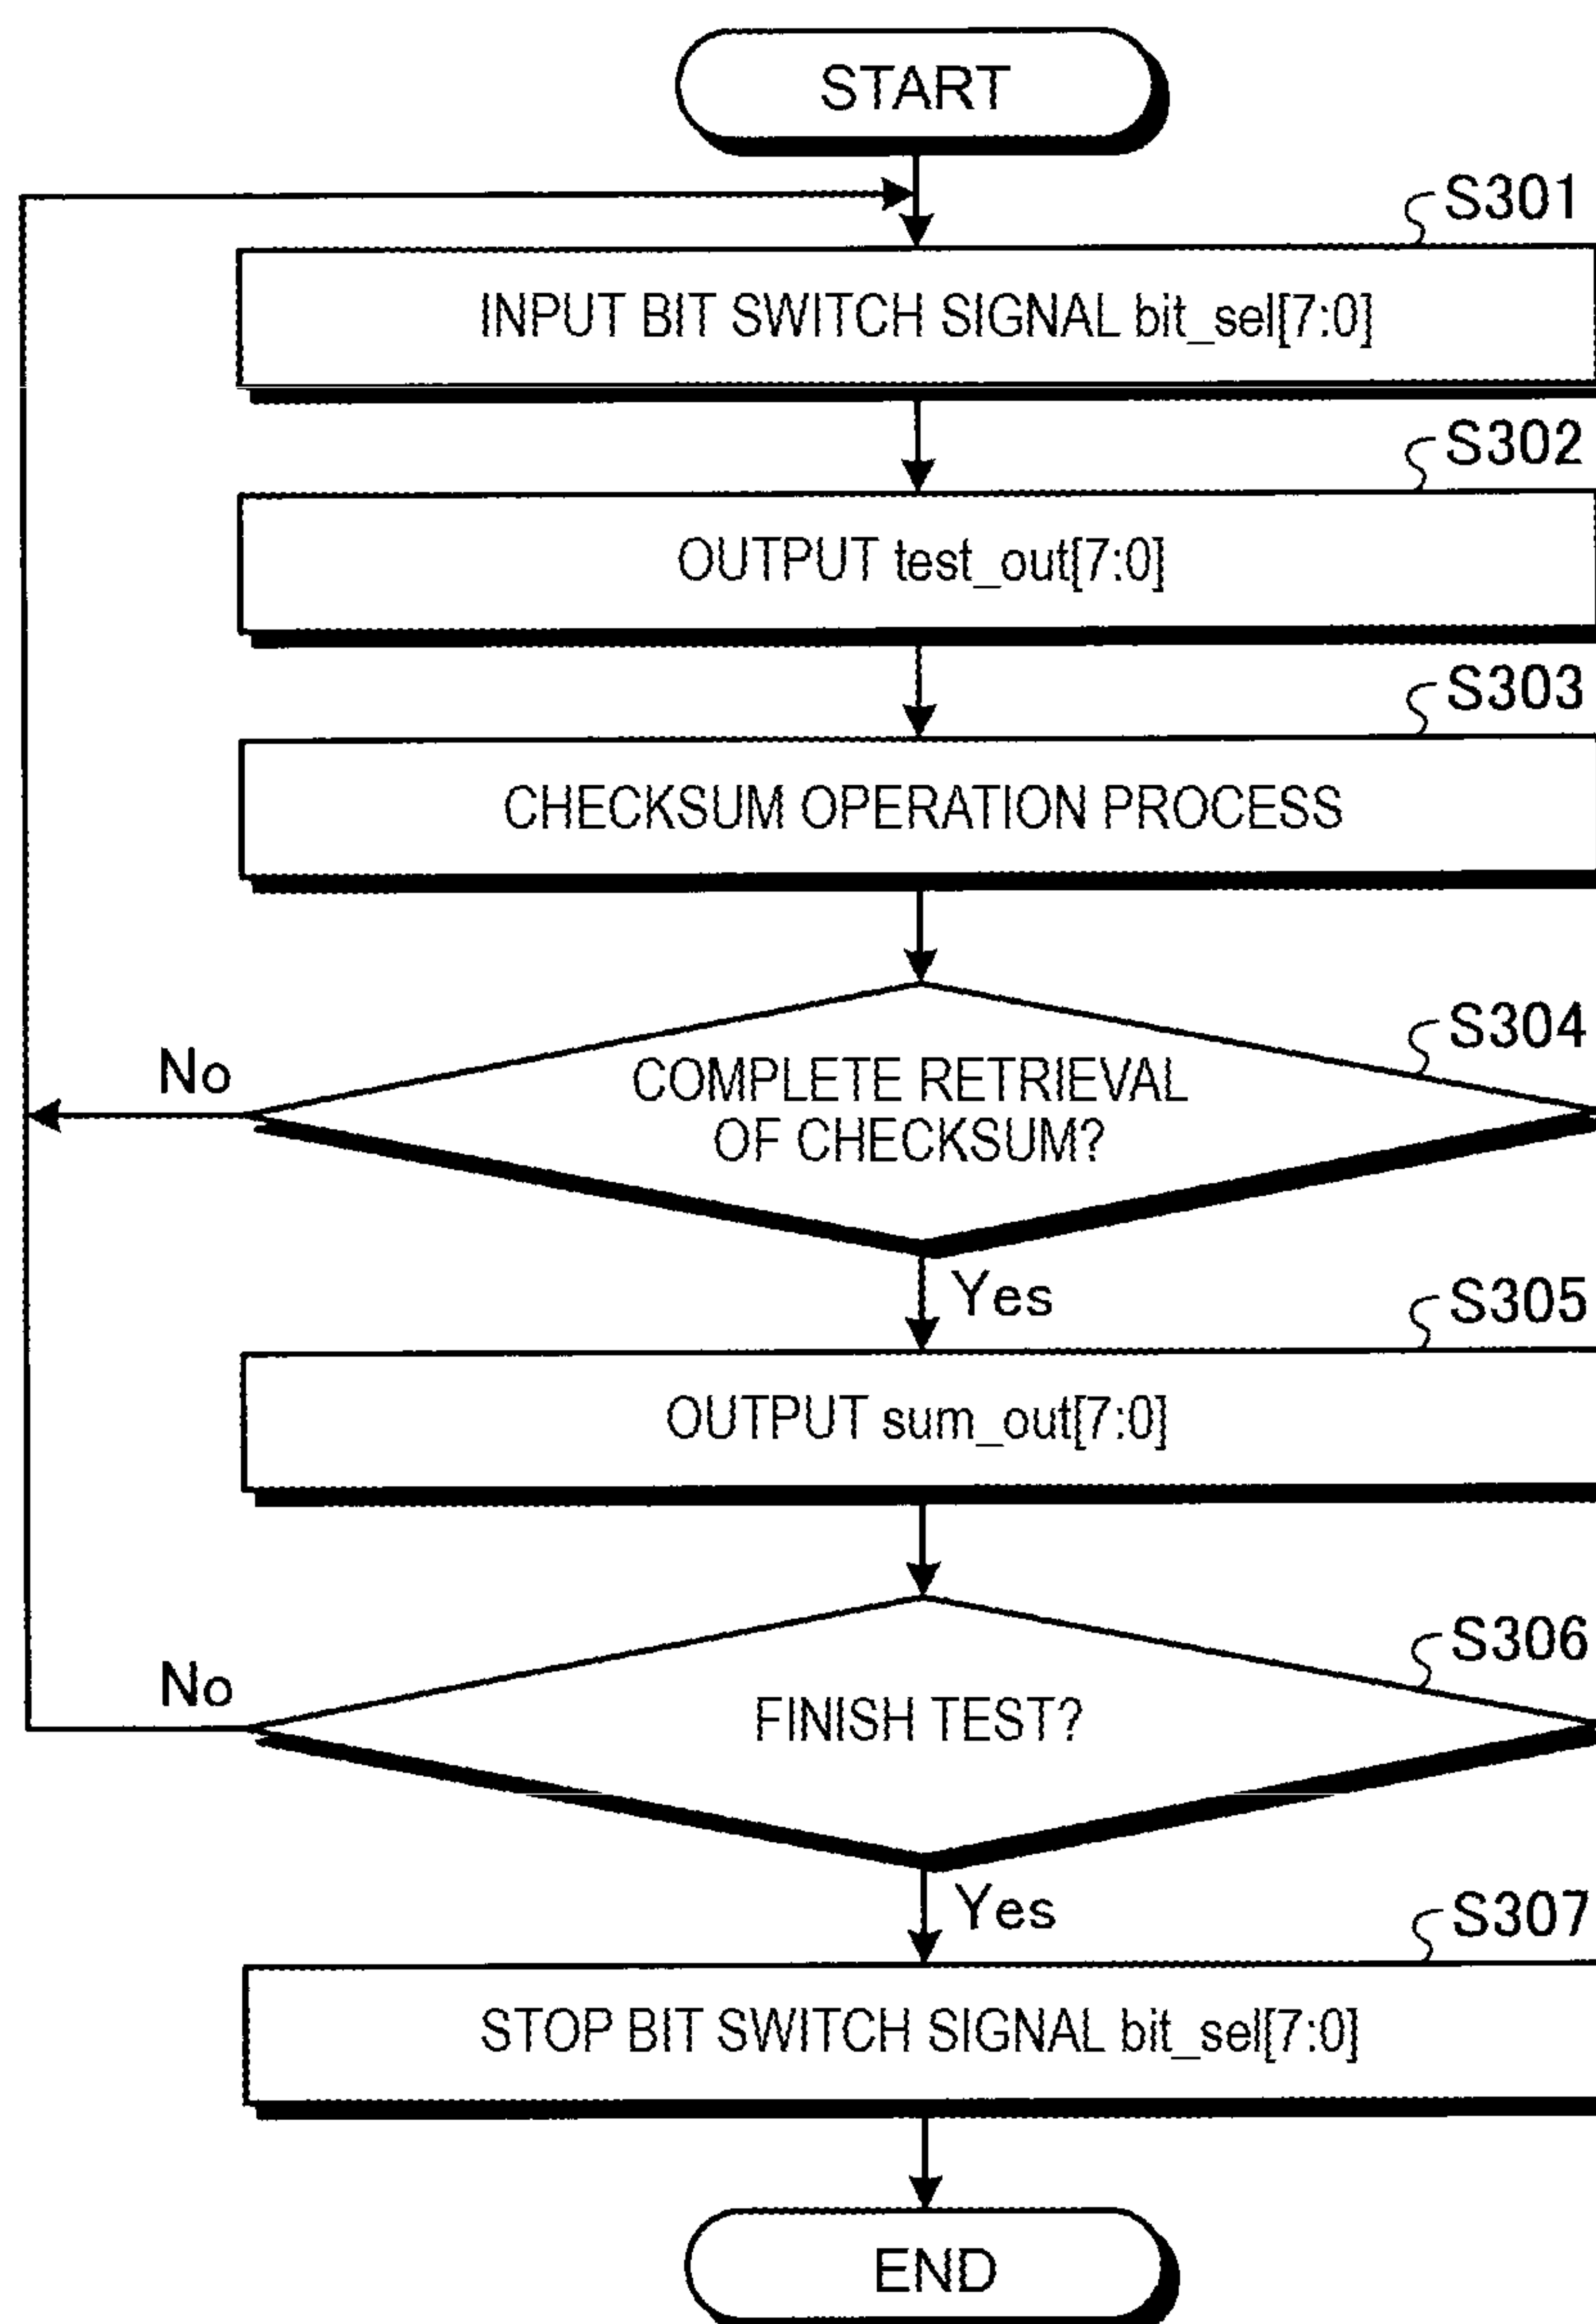 START
S301
INPUT BIT SWITCH SIGNAL bit_sel[7:0]
S302
OUTPUT test_out[7:0]
S303
CHECKSUM OPERATION PROCESS
S304
No
COMPLETE RETRIEVAL
OF CHECKSUM?
Yes
S305
OUTPUT sum_out[7:0]
S306
No
FINISH TEST?
Yes
S307
STOP BIT SWITCH SIGNAL bit_sel[7:0]
END